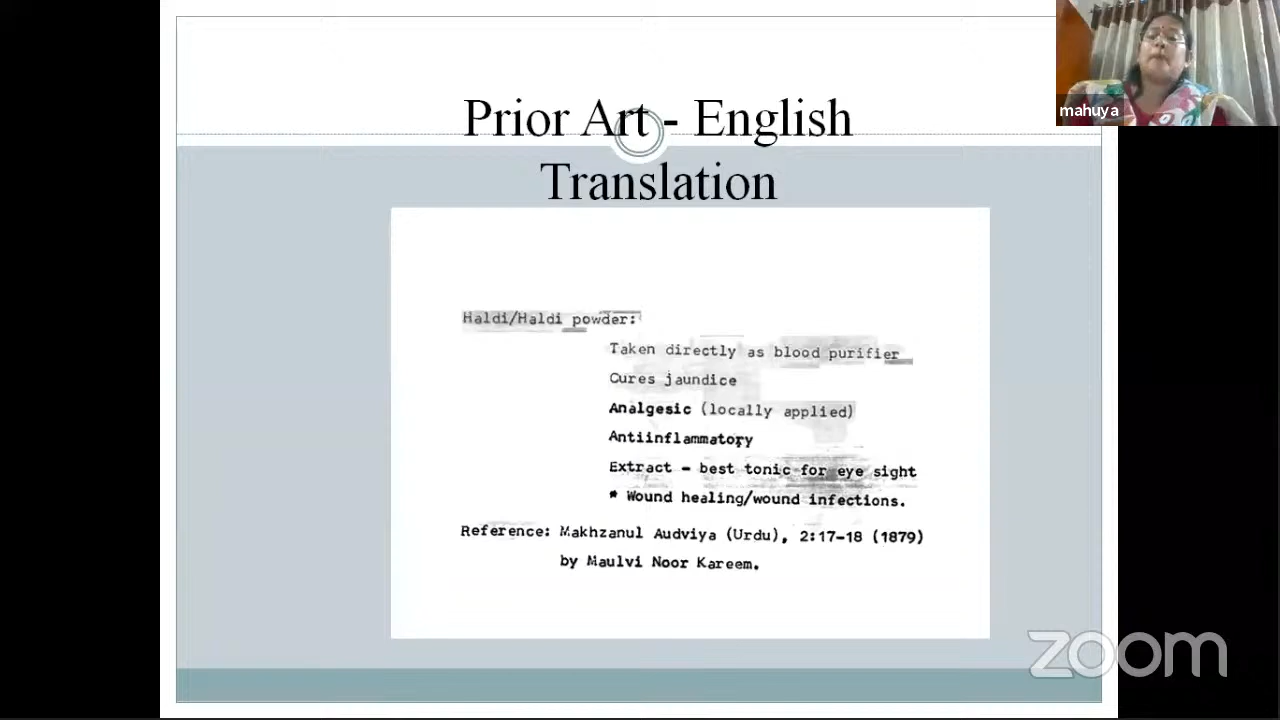 mahuya
Prior Art - English
Translation
Haldi/Haldi powder:
Taken directly as blood purifier
Cures jaundice
Analgesic (locally applied)
Antiinflammatory
Extract - best tonic for eye sight
* Wound healing/wound infections.
Reference: Makhzanul Audviya (Urdu), 2:17-18 (1879)
by Maulvi Noor Kareem.
zoom